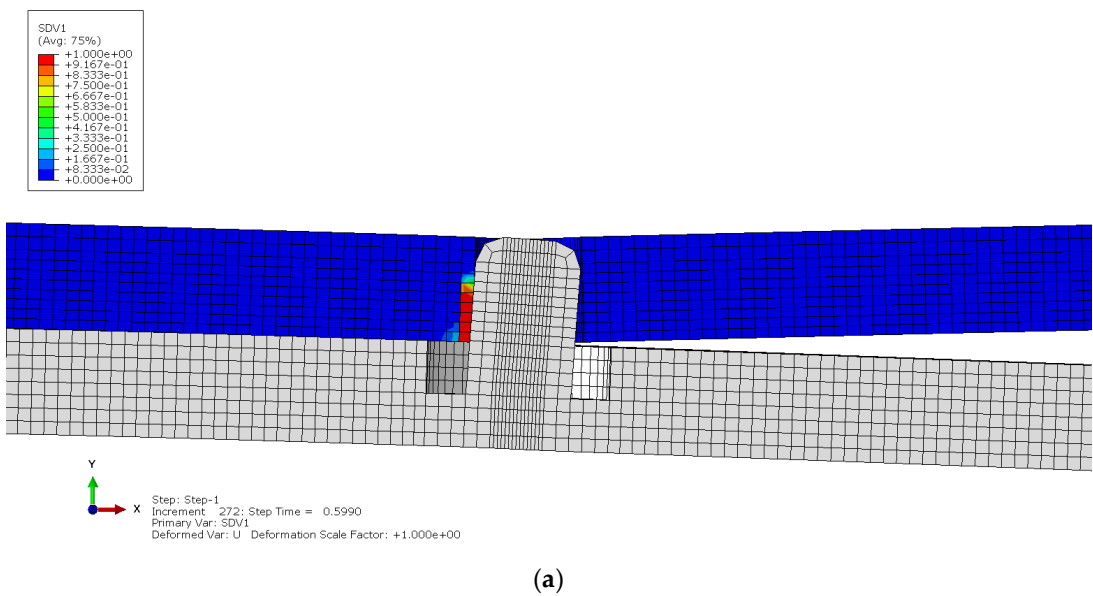 SDV1
(Avg: 75%)
+1.000e+00
+9.167e-01
+8.333e-01
+7.500e-01
+6.667e-01
+5.833e-01
+5.000e-01
+4.167e-01
+3.333e-01
+2.500e-01
+1.667e-01
+8.333e-02
+0.000e+00
Y
X
Step: Step-1
Increment 272: Step Time = 0.5990
Primary Var: SDV1
Deformed Var: U Deformation Scale Factor: +1.000e+00
(a)